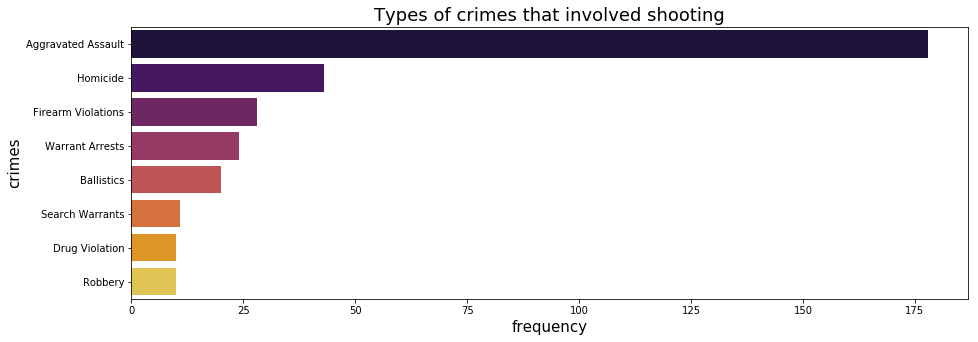 Types of crimes that involved shooting
crimes
Aggravated Assault
Homicide
Firearm Violations
Warrant Arrests
Ballistics
Search Warrants
Drug Violation
Robbery
0 25 50 75 100 125 150 175
frequency